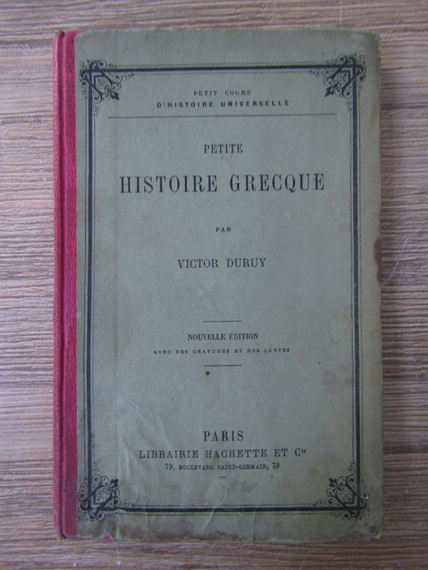 PETIT COURS
D'HISTOIRE UNIVERSELLE
PETITE
HISTOIRE GRECQUE
PAR
VICTOR DURUY
NOUVELLE ÉDITION
AVEC DES GRAVURES ET DES CARTES
PARIS
LIBRAIRIE HACHETTE ET Cie
79, BOULEVARD SAINT-GERMAIN, 79